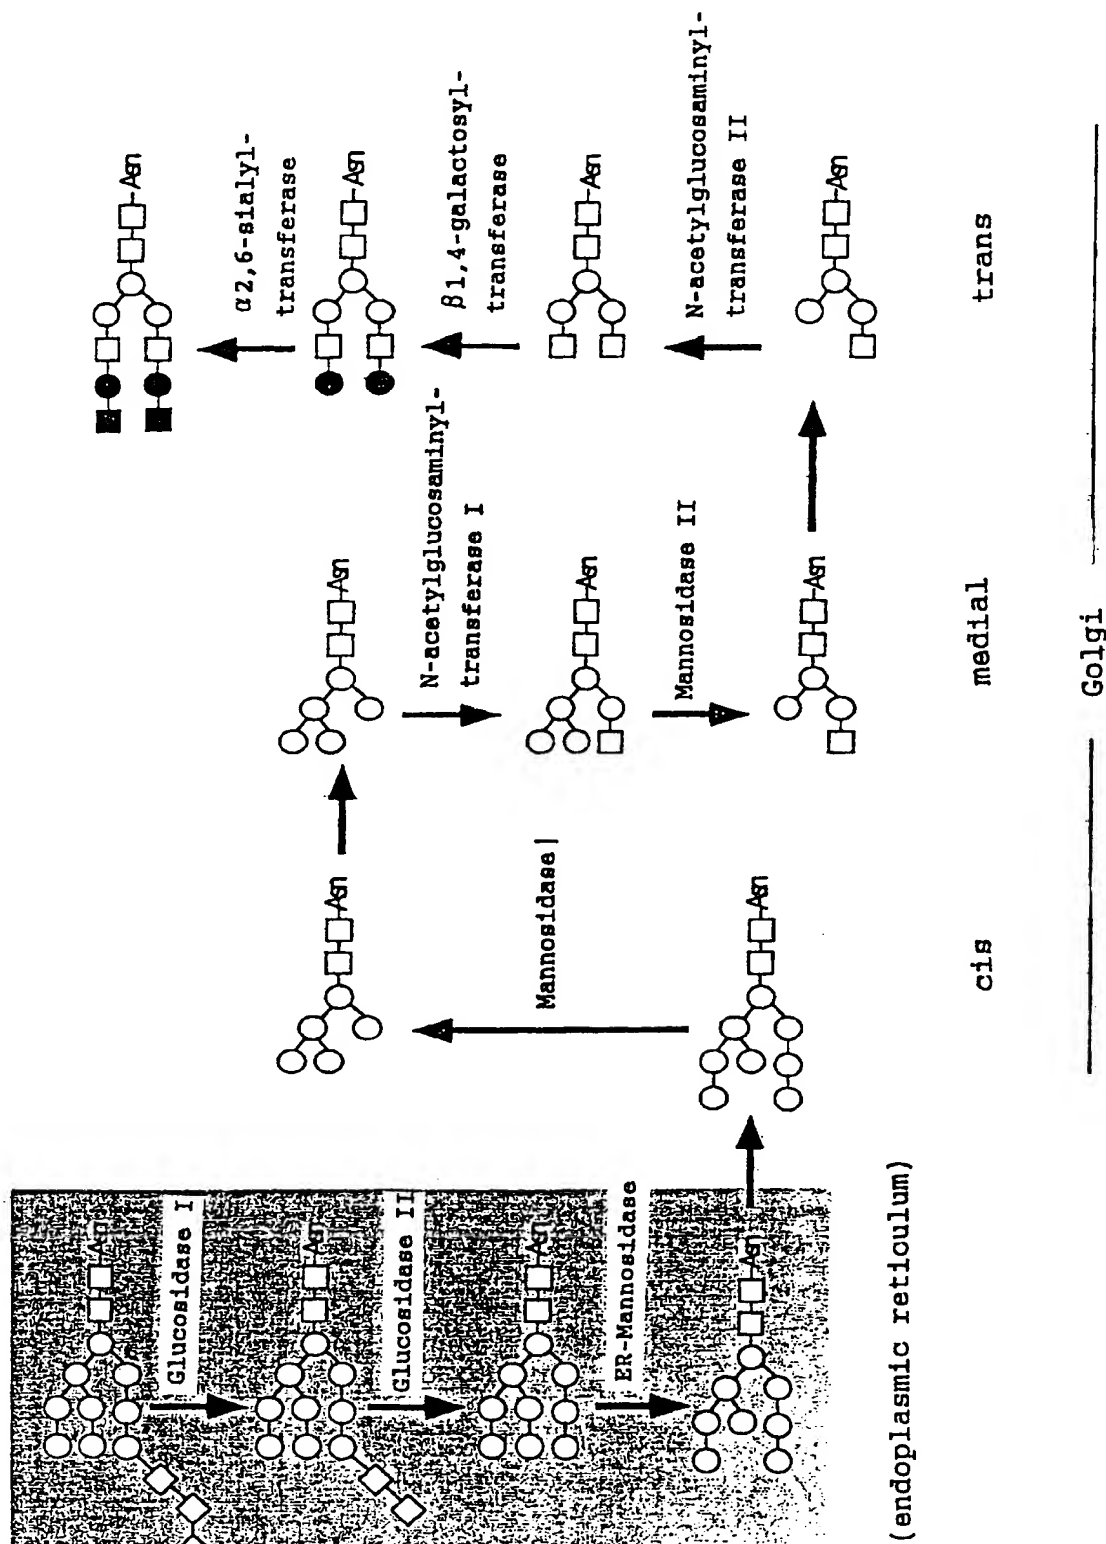 Asn
Glucosidase I
Asn
Glucosidase II
Asn
ER-Mannosidase
Asn
(endoplasmic reticulum)
Asn
Mannosidase I
Asn
cis
Asn
N-acetylglucosaminyl-
transferase I
Asn
Mannosidase II
Asn
medial
Asn
α2,6-sialyl-
transferase
Asn
β1,4-galactosyl-
transferase
Asn
N-acetylglucosaminyl-
transferase II
Asn
trans
Golgi